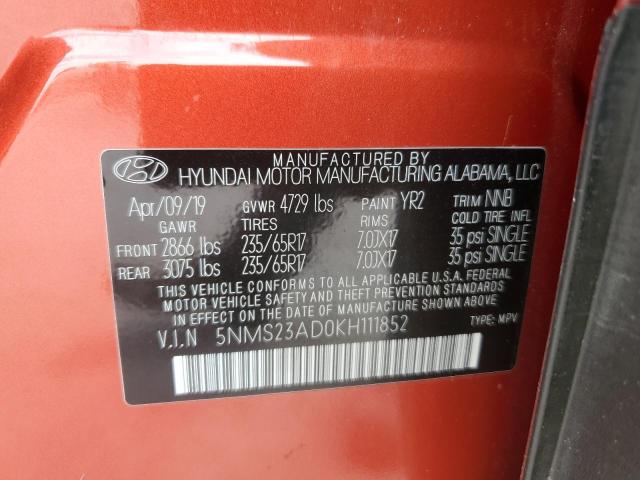 MANUFACTURED BY
HYUNDAI MOTOR MANUFACTURING ALABAMA, LLC
Apr/09/19 GVWR 4729 lbs PAINT YR2 TRIM NNB
GAWR TIRES RIMS COLD TIRE INFL
FRONT 2866 lbs 235/65R17 7.0JX17 35 psi SINGLE
REAR 3075 lbs 235/65R17 7.0JX17 35 psi SINGLE
THIS VEHICLE CONFORMS TO ALL APPLICABLE U.S.A. FEDERAL
MOTOR VEHICLE SAFETY AND THEFT PREVENTION STANDARDS
IN EFFECT ON THE DATE OF MANUFACTURE SHOWN ABOVE.
V.I.N 5NMS23AD0KH111852 TYPE: MPV